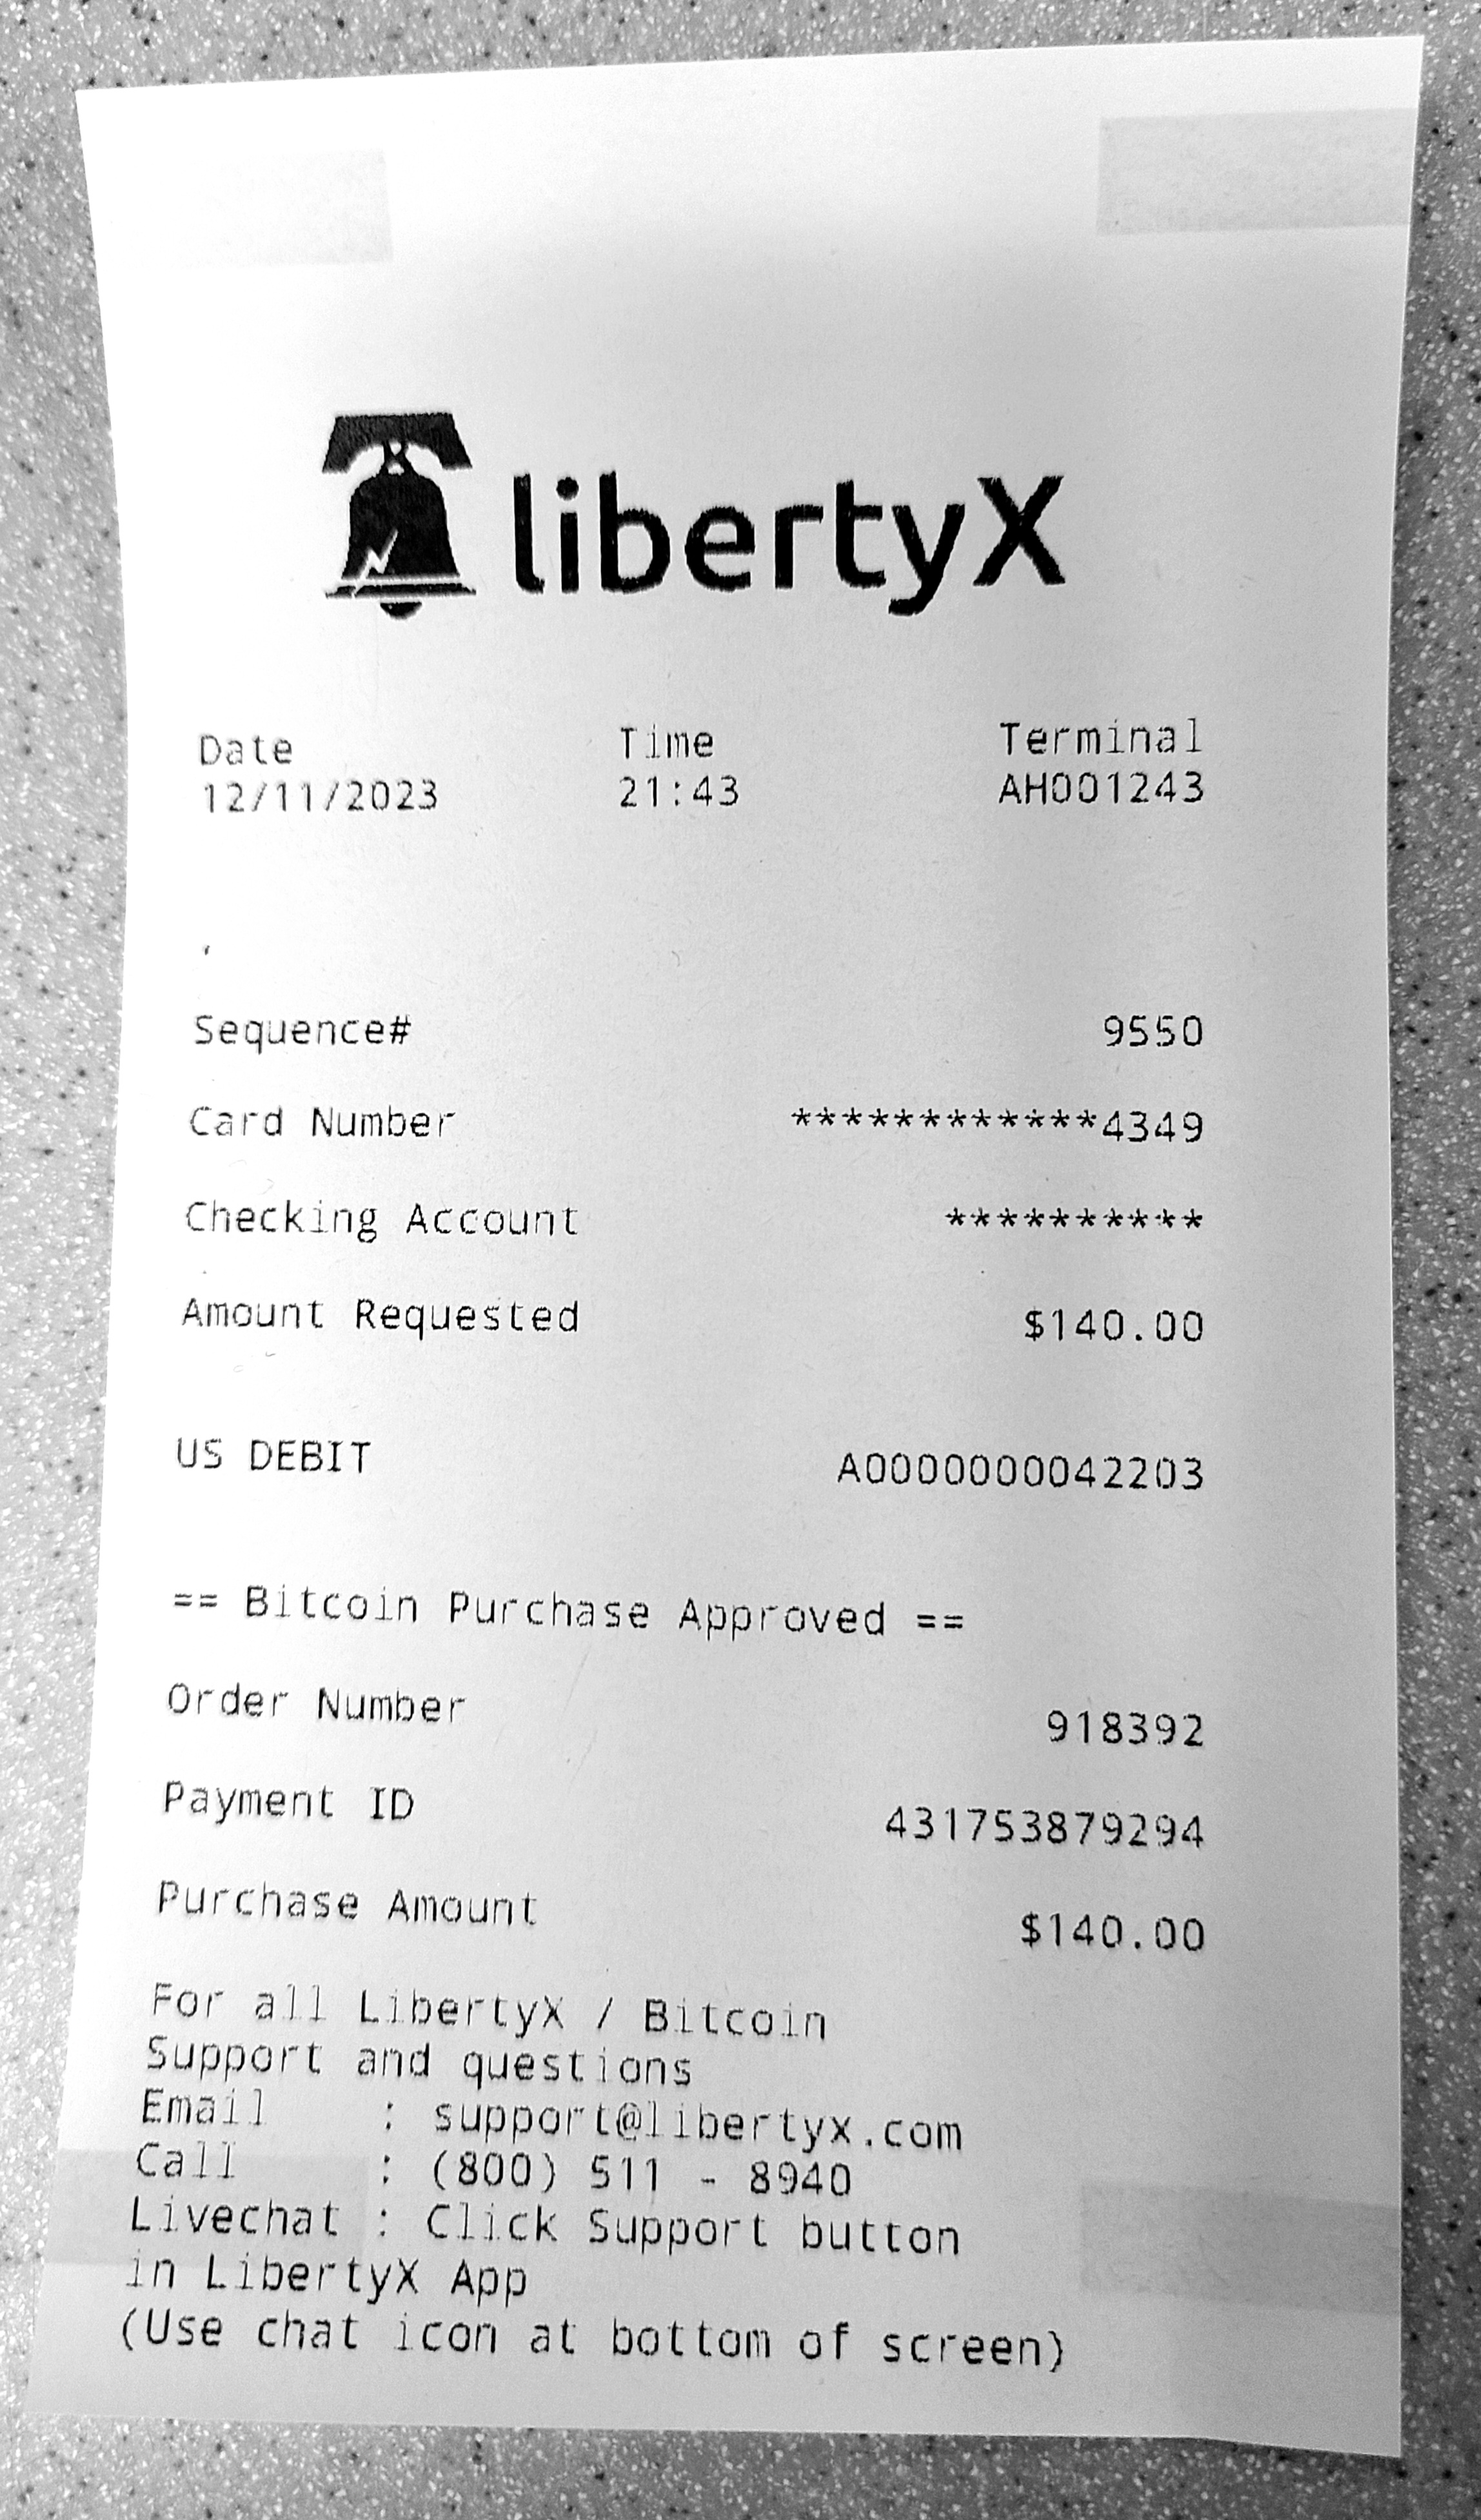 libertyX
Date Time Terminal
12/11/2023 21:43 AH001243
Sequence# 9550
Card Number ************4349
Checking Account **********
Amount Requested $140.00
US DEBIT A0000000042203
== Bitcoin Purchase Approved ==
Order Number 918392
Payment ID 431753879294
Purchase Amount $140.00
For all LibertyX / Bitcoin
Support and questions
Email : support@libertyx.com
Call : (800) 511 - 8940
Livechat : Click Support button
in LibertyX App
(Use chat icon at bottom of screen)